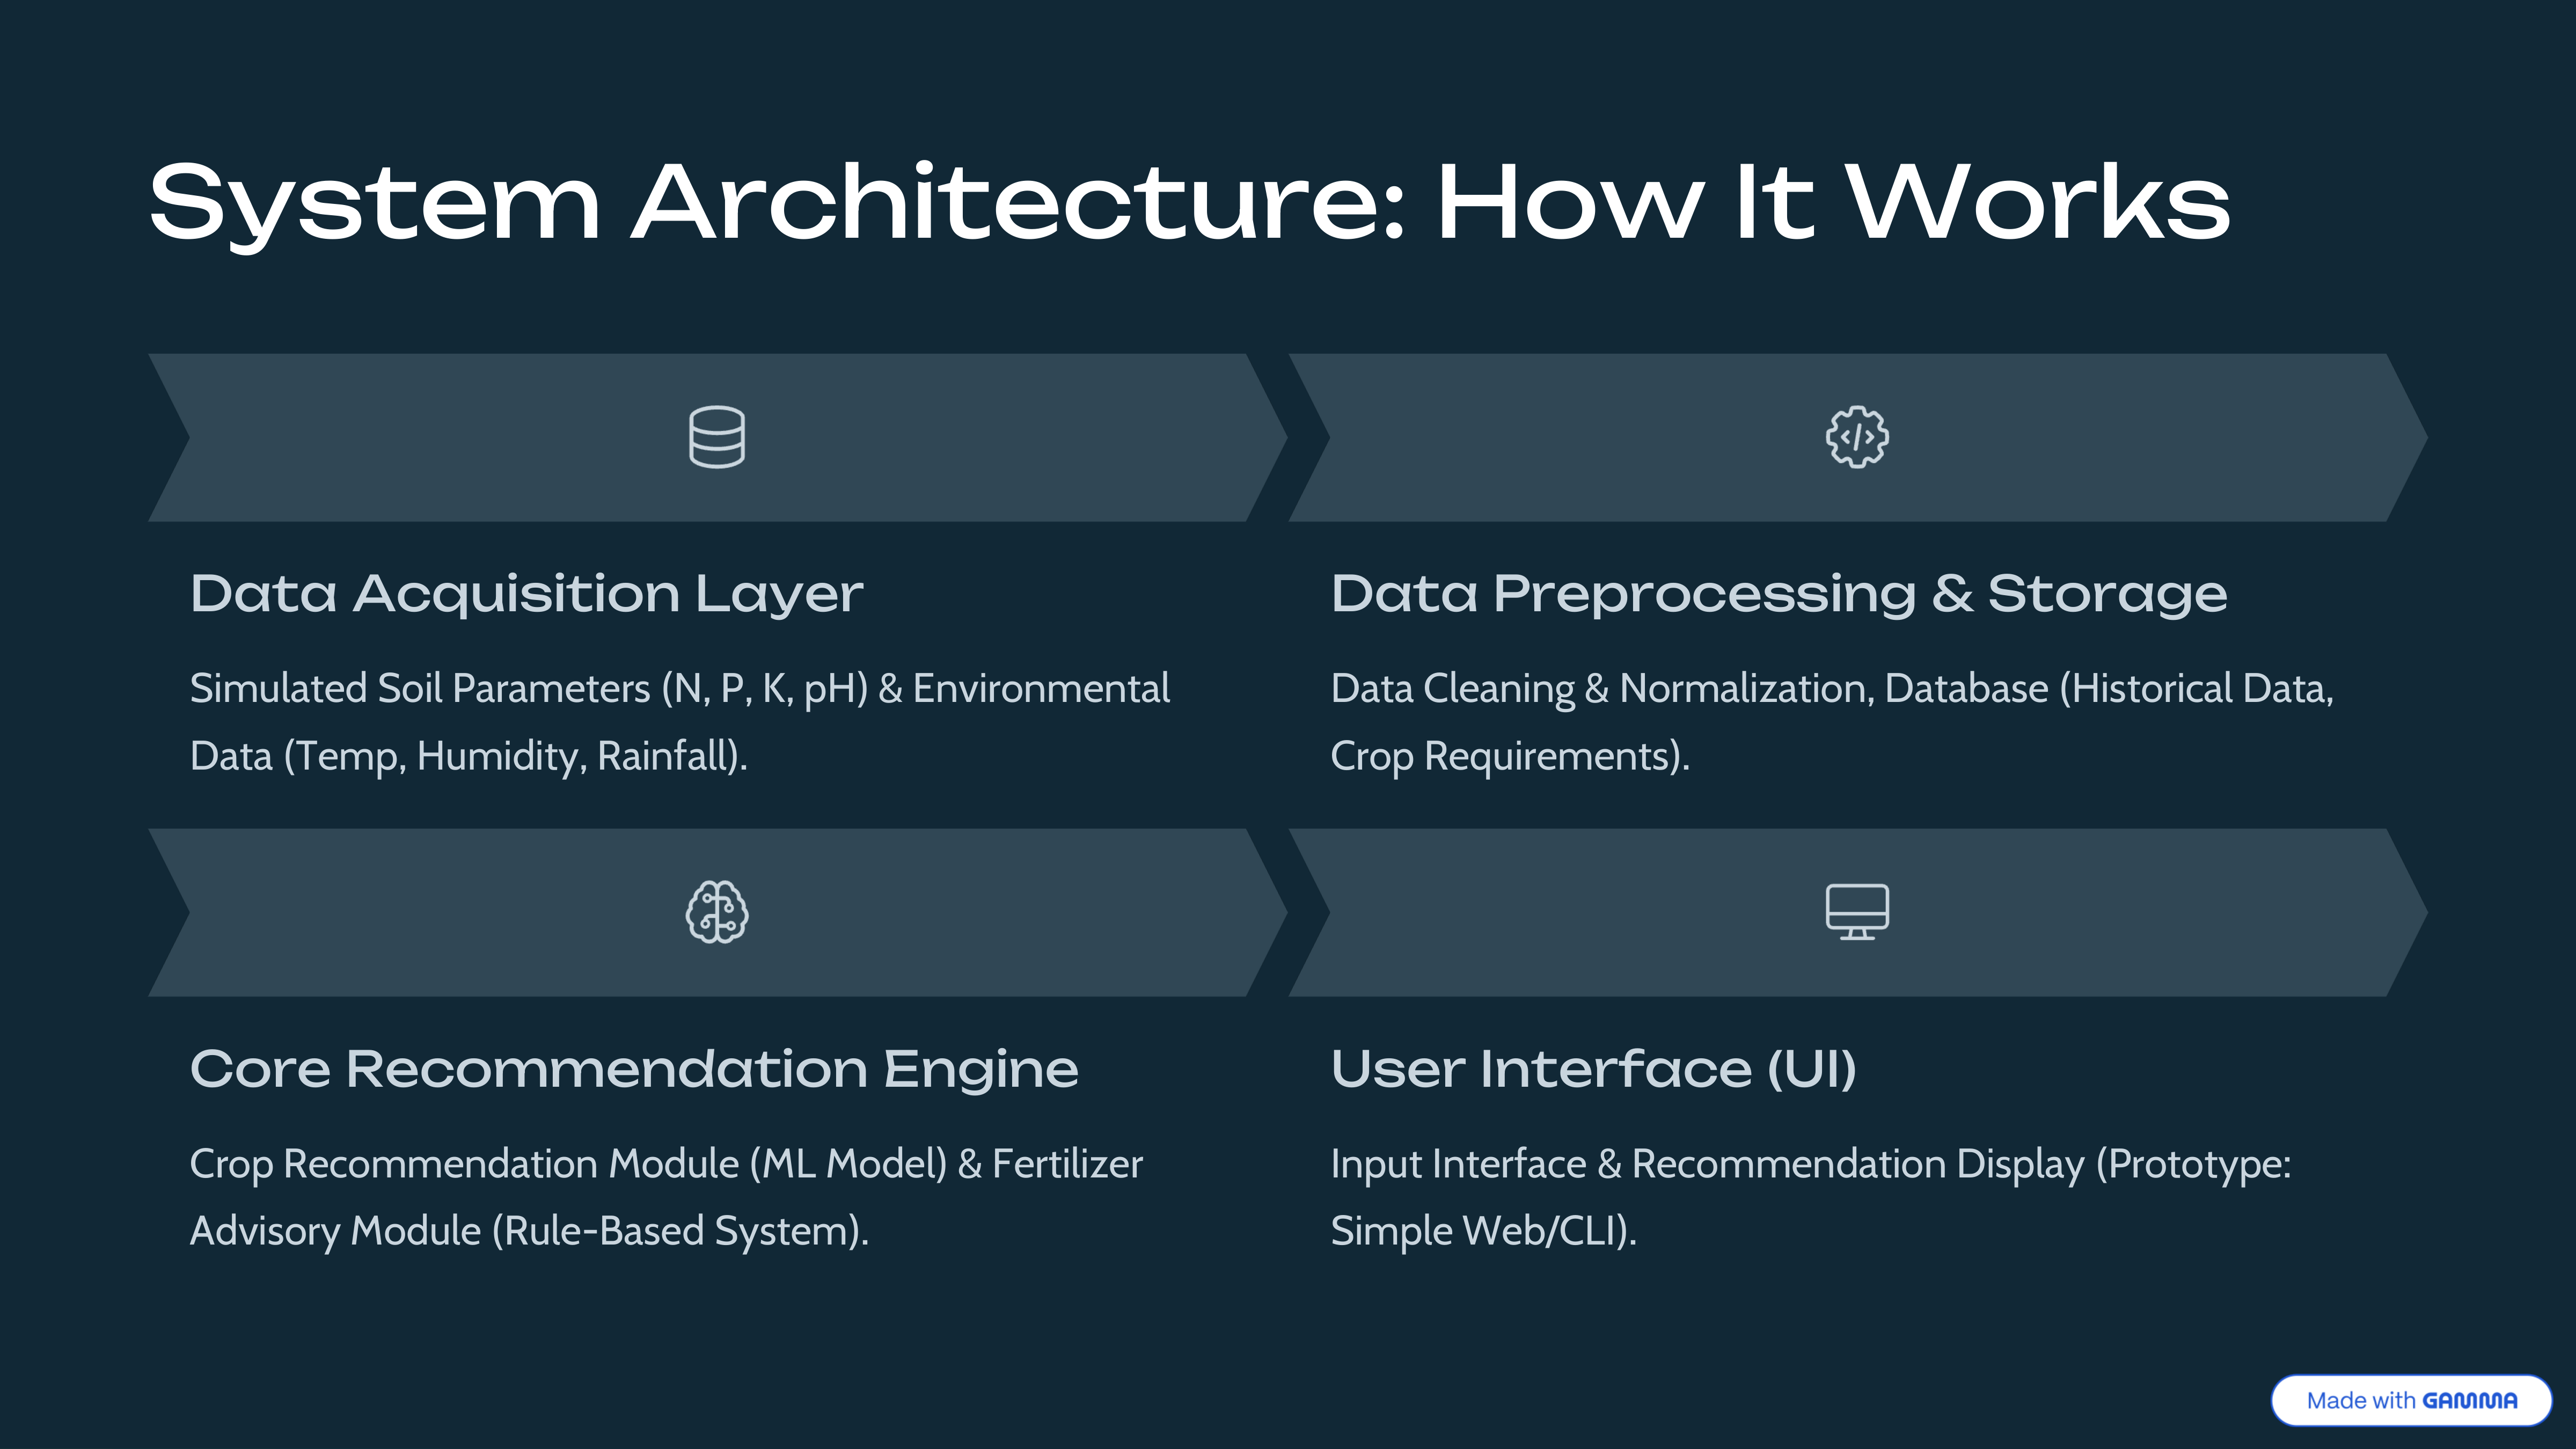 System Architecture: How It Works
Data Acquisition Layer
Simulated Soil Parameters (N, P, K, pH) & Environmental
Data (Temp, Humidity, Rainfall).
Data Preprocessing & Storage
Data Cleaning & Normalization, Database (Historical Data,
Crop Requirements).
Core Recommendation Engine
Crop Recommendation Module (ML Model) & Fertilizer
Advisory Module (Rule-Based System).
User Interface (UI)
Input Interface & Recommendation Display (Prototype:
Simple Web/CLI).
Made with GAMMA